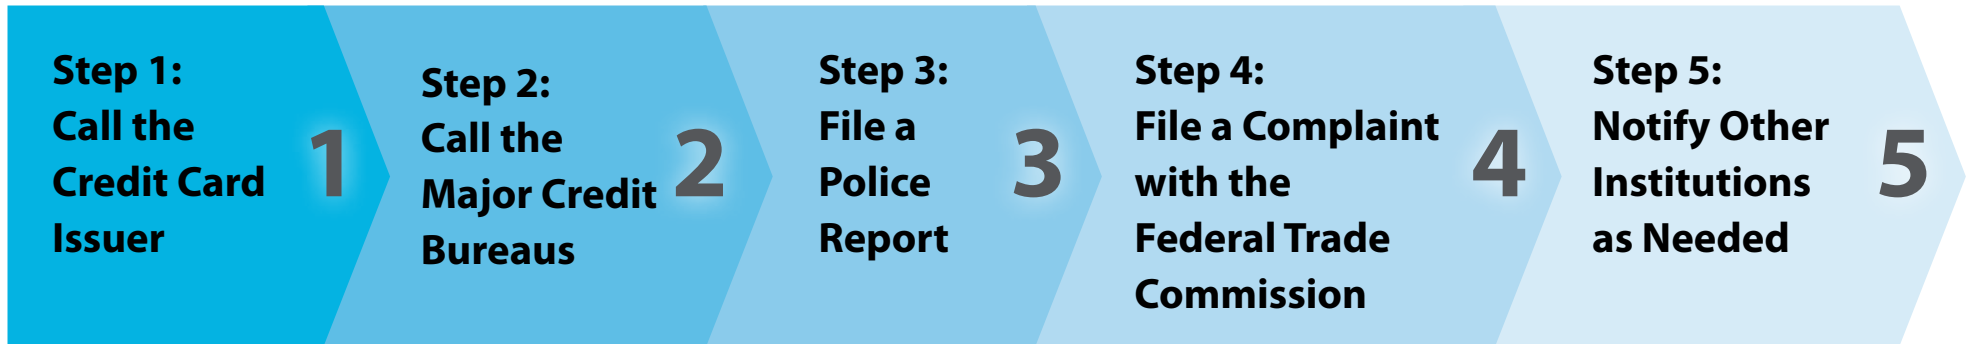 Step 1:
Call the
Credit Card
Issuer
1
Step 2:
Call the
Major Credit
Bureaus
2
Step 3:
File a
Police
Report
3
Step 4:
File a Complaint
with the
Federal Trade
Commission
4
Step 5:
Notify Other
Institutions
as Needed
5